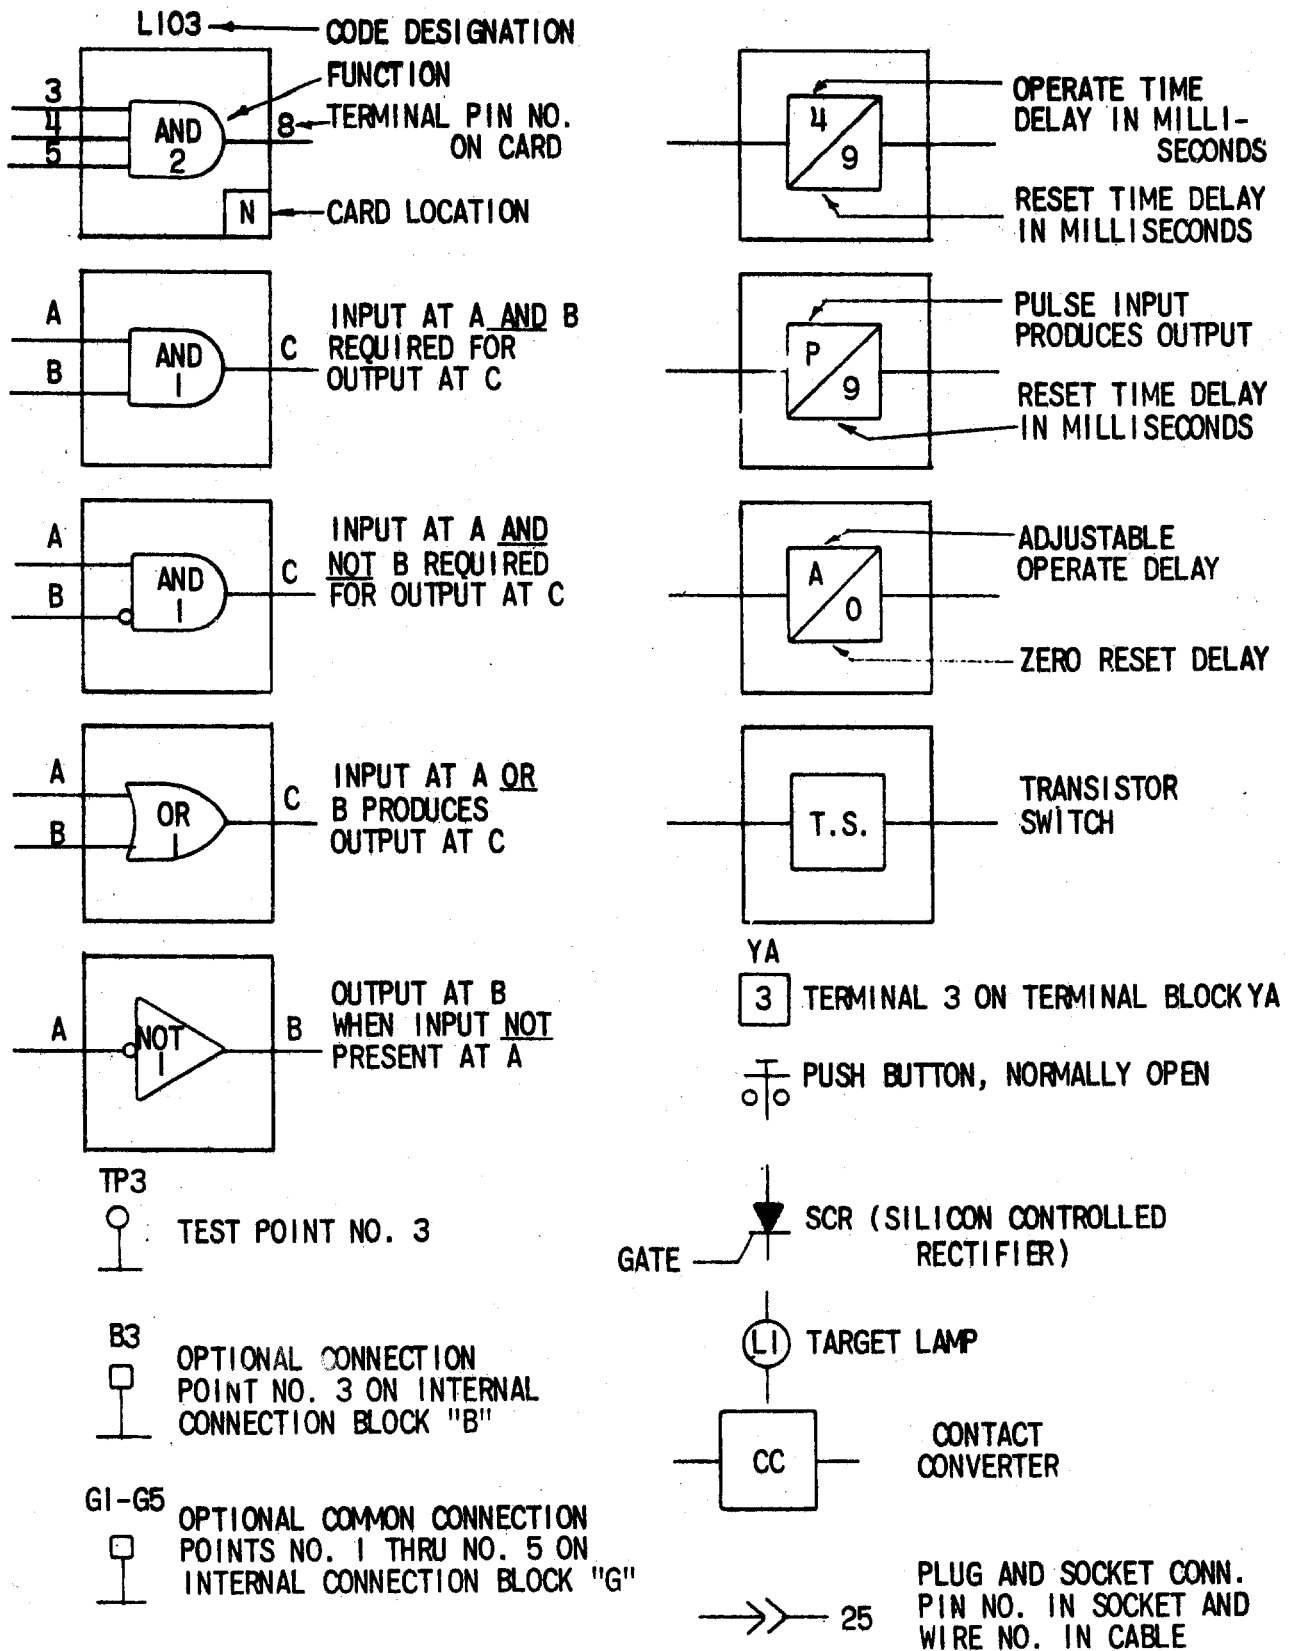 L103
CODE DESIGNATION
FUNCTION
3
4
5
AND
2
8
TERMINAL PIN NO.
ON CARD
N
CARD LOCATION
A
B
AND
1
C
INPUT AT A AND B
REQUIRED FOR
OUTPUT AT C
A
B
AND
1
C
INPUT AT A AND
NOT B REQUIRED
FOR OUTPUT AT C
A
B
OR
1
C
INPUT AT A OR
B PRODUCES
OUTPUT AT C
A
NOT
1
B
OUTPUT AT B
WHEN INPUT NOT
PRESENT AT A
TP3
TEST POINT NO. 3
B3
OPTIONAL CONNECTION
POINT NO. 3 ON INTERNAL
CONNECTION BLOCK "B"
G1-G5
OPTIONAL COMMON CONNECTION
POINTS NO. 1 THRU NO. 5 ON
INTERNAL CONNECTION BLOCK "G"
4
9
OPERATE TIME
DELAY IN MILLI-
SECONDS
RESET TIME DELAY
IN MILLISECONDS
P
9
PULSE INPUT
PRODUCES OUTPUT
RESET TIME DELAY
IN MILLISECONDS
A
0
ADJUSTABLE
OPERATE DELAY
ZERO RESET DELAY
T.S.
TRANSISTOR
SWITCH
YA
3 TERMINAL 3 ON TERMINAL BLOCK YA
PUSH BUTTON, NORMALLY OPEN
GATE
SCR (SILICON CONTROLLED
RECTIFIER)
L1 TARGET LAMP
CC
CONTACT
CONVERTER
25
PLUG AND SOCKET CONN.
PIN NO. IN SOCKET AND
WIRE NO. IN CABLE